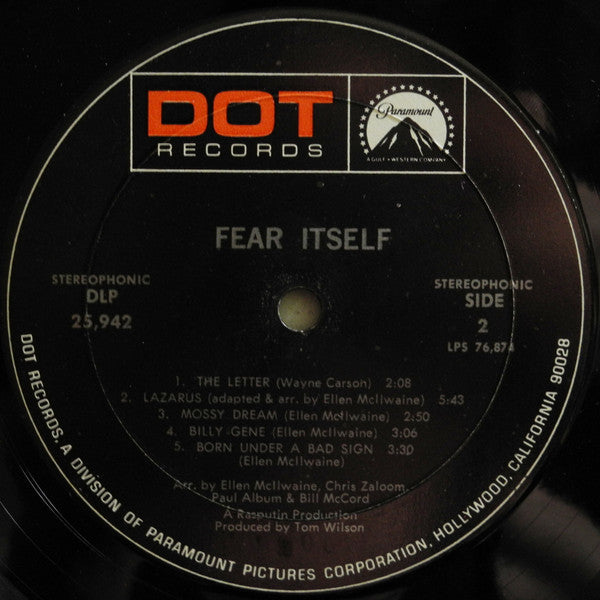 DOT
RECORDS
Paramount
A GULF + WESTERN COMPANY
FEAR ITSELF
STEREOPHONIC
DLP
25,942
STEREOPHONIC
SIDE
2
LPS 76,874
1. THE LETTER (Wayne Carson) 2:08
2. LAZARUS (adapted & arr. by Ellen McIlwaine) 5:43
3. MOSSY DREAM (Ellen McIlwaine) 2:50
4. BILLY GENE (Ellen McIlwaine) 3:06
5. BORN UNDER A BAD SIGN 3:30
(Ellen McIlwaine)
Arr. by Ellen McIlwaine, Chris Zaloom,
Paul Album & Bill McCord
A Rasputin Production
Produced by Tom Wilson
DOT RECORDS, A DIVISION OF PARAMOUNT PICTURES CORPORATION, HOLLYWOOD, CALIFORNIA 90028